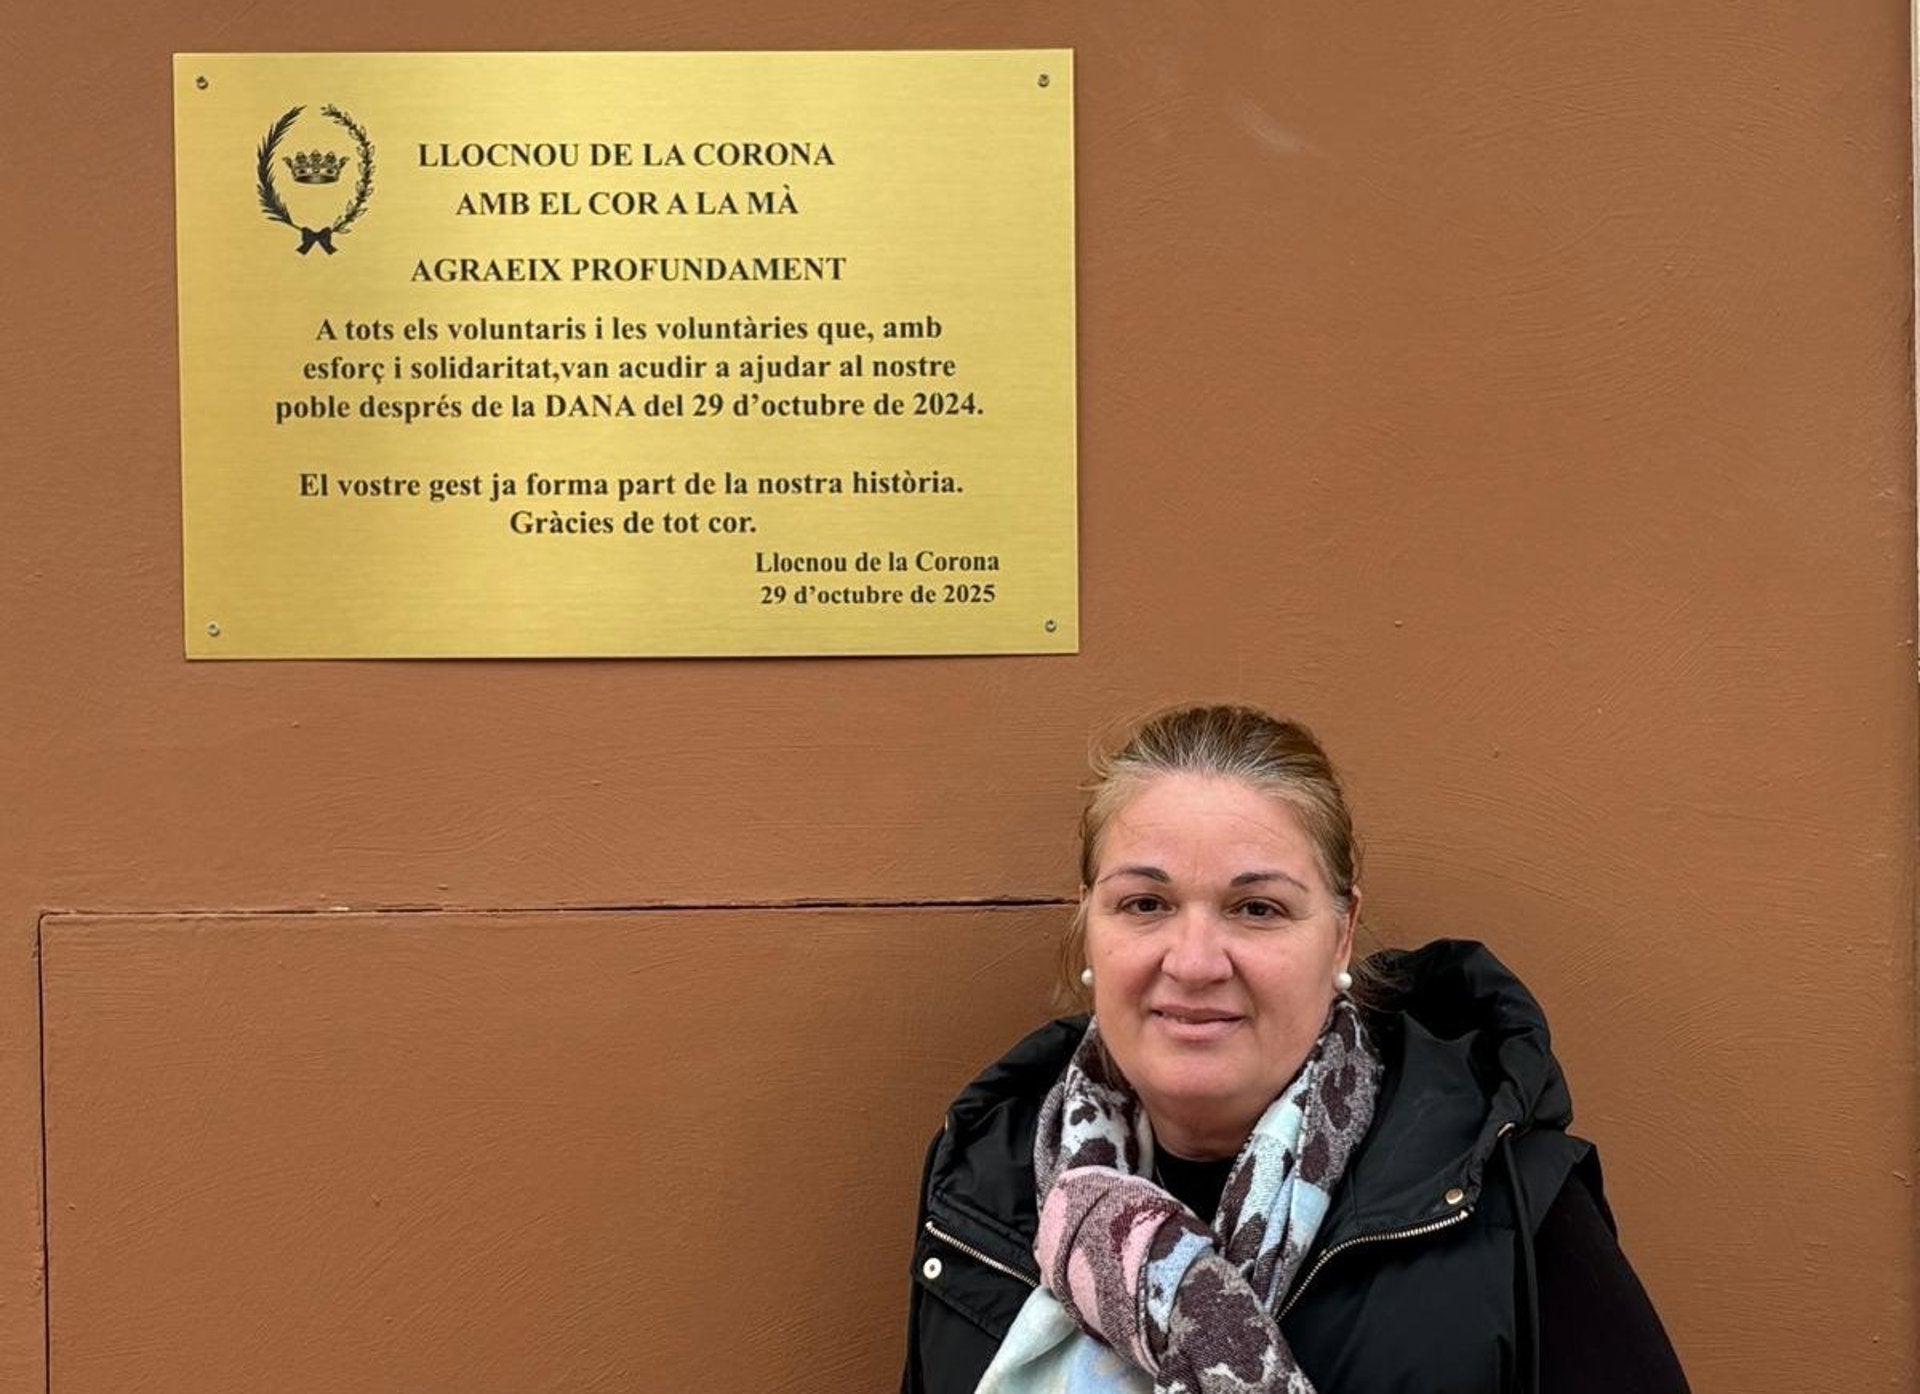 LLOCNOU DE LA CORONA
AMB EL COR A LA MÀ
AGRAEIX PROFUNDAMENT
A tots els voluntaris i les voluntàries que, amb
esforç i solidaritat,van acudir a ajudar al nostre
poble després de la DANA del 29 d’octubre de 2024.
El vostre gest ja forma part de la nostra història.
Gràcies de tot cor.
Llocnou de la Corona
29 d’octubre de 2025